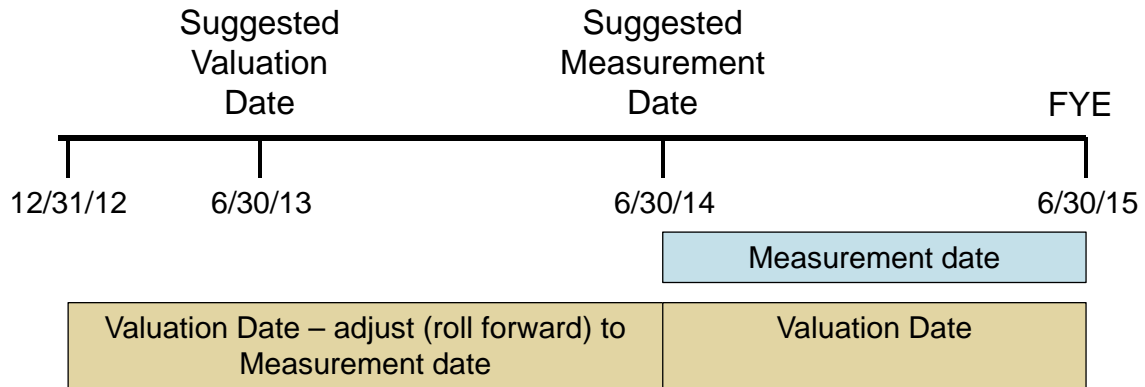 Suggested
Valuation
Date
Suggested
Measurement
Date
FYE
12/31/12
6/30/13
6/30/14
6/30/15
Measurement date
Valuation Date – adjust (roll forward) to
Measurement date
Valuation Date